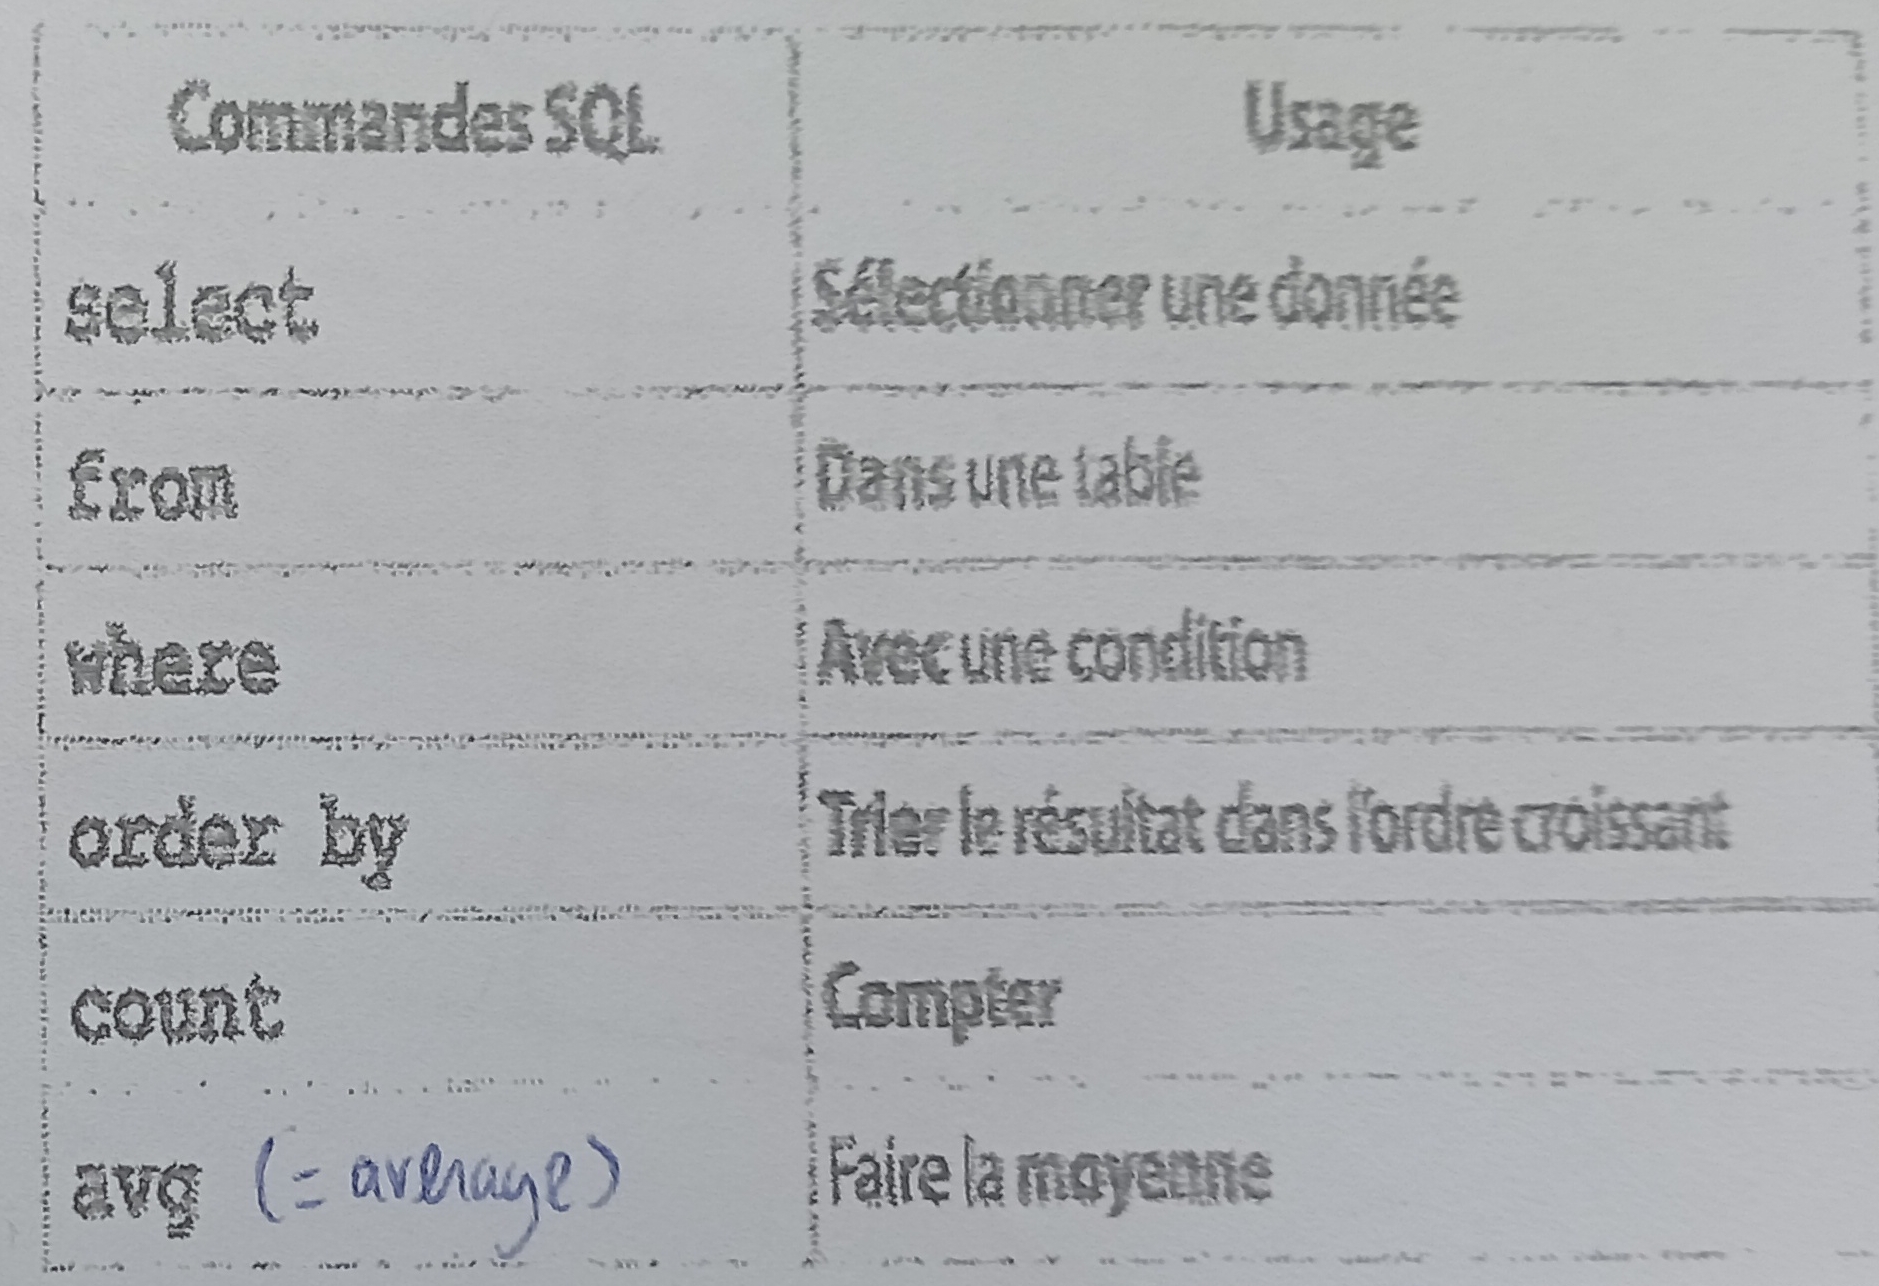 Commandes SQL Usage
select Sélectionner une donnée
from Dans une table
where Avec une condition
order by Trier le résultat dans l'ordre croissant
count Compter
avg (= average) Faire la moyenne